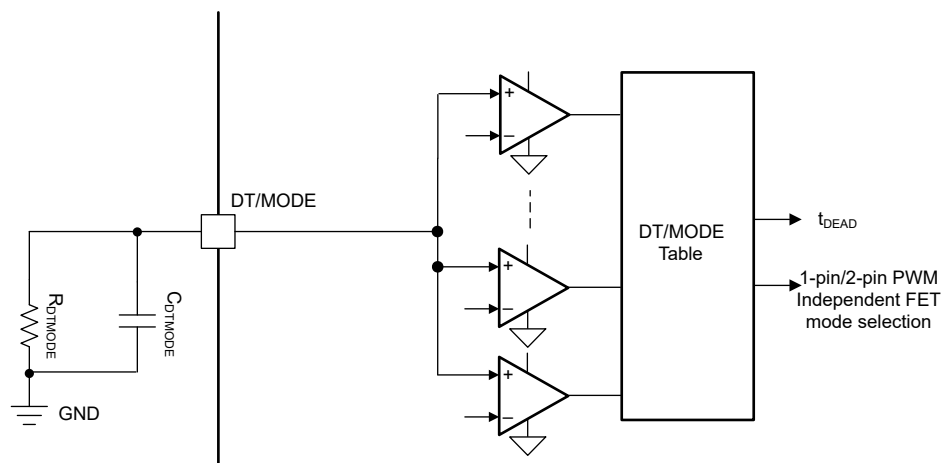 DT/MODE
+
−
+
−
+
−
DT/MODE
Table
tDEAD
1-pin/2-pin PWM
Independent FET
mode selection
RDTMODE
CDTMODE
GND